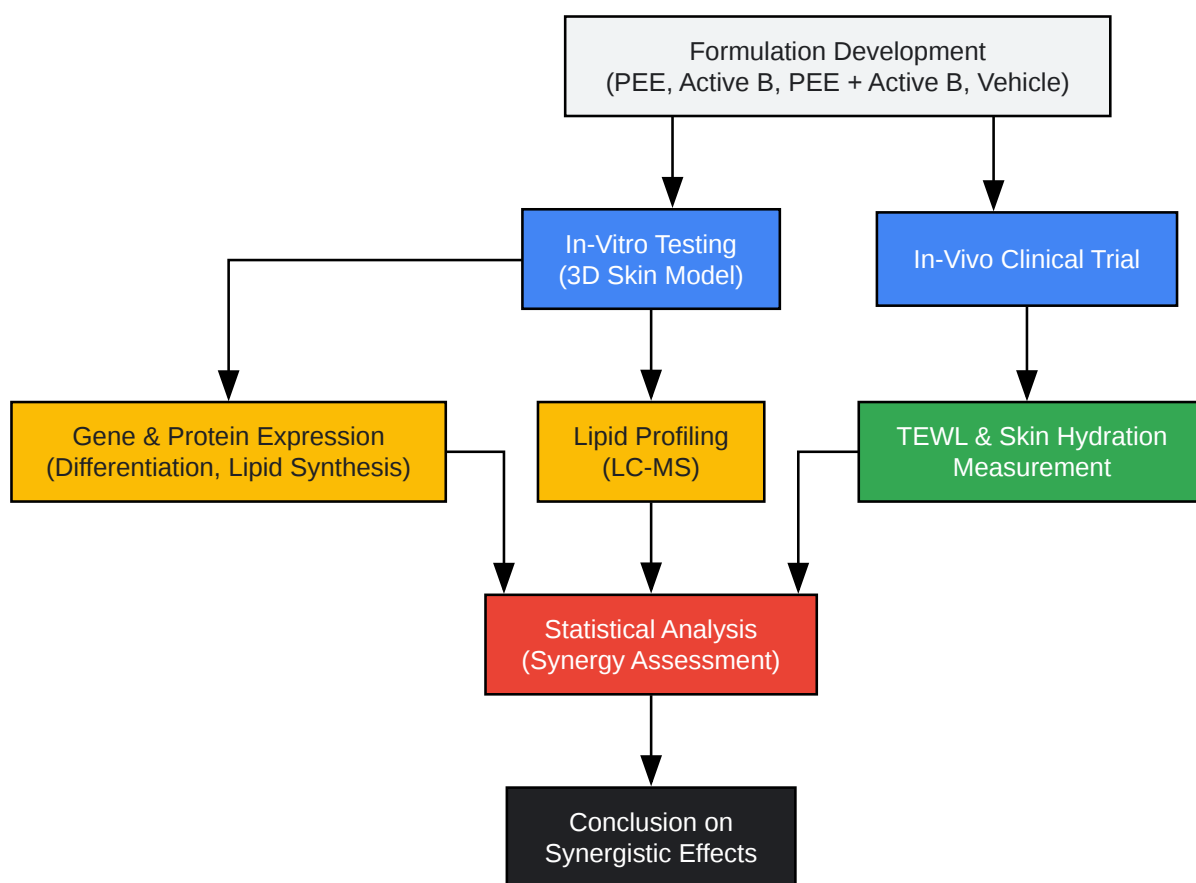 Formulation Development
(PEE, Active B, PEE + Active B, Vehicle)
In-Vitro Testing
(3D Skin Model)
In-Vivo Clinical Trial
Gene & Protein Expression
(Differentiation, Lipid Synthesis)
Lipid Profiling
(LC-MS)
TEWL & Skin Hydration
Measurement
Statistical Analysis
(Synergy Assessment)
Conclusion on
Synergistic Effects